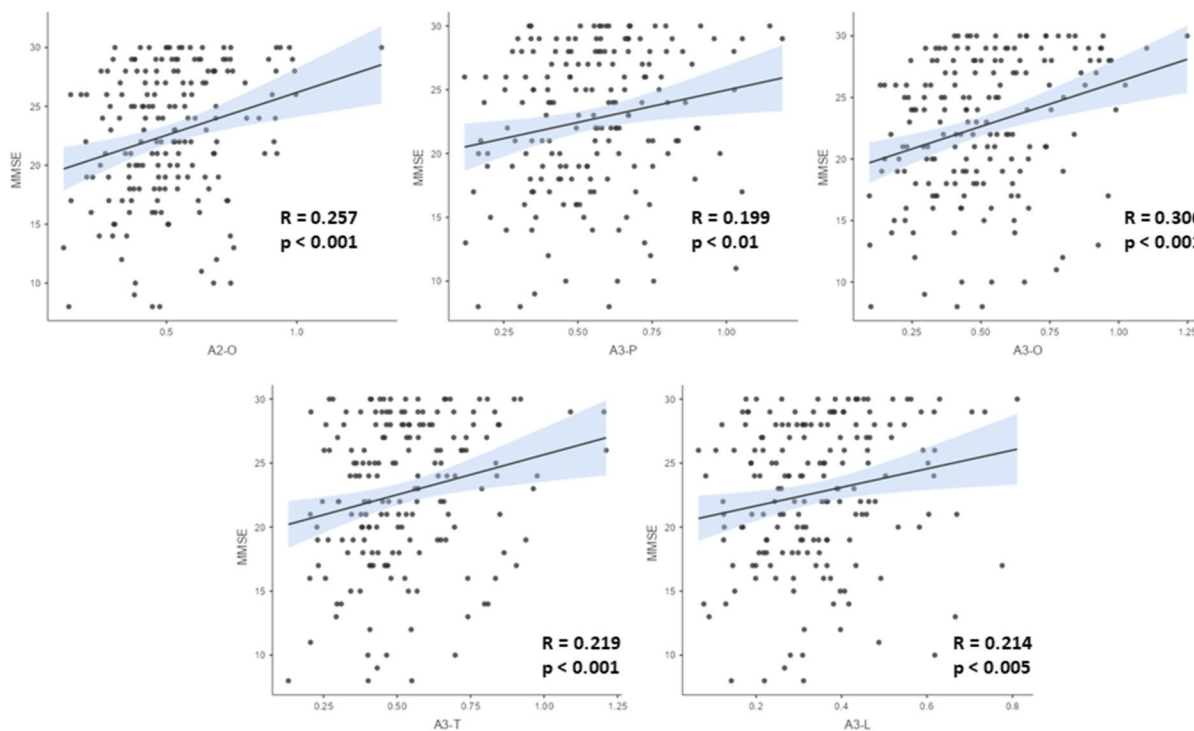 30
25
20
15
10
MMSE
R = 0.257
p < 0.001
0.5
1.0
A2-O
30
25
20
15
10
MMSE
R = 0.199
p < 0.01
0.25
0.50
0.75
1.00
A3-P
30
25
20
15
10
MMSE
R =
p < 0.001
0.25
0.50
0.75
1.00
1.25
A3-O
30
25
20
15
10
MMSE
R = 0.219
p < 0.001
0.25
0.50
0.75
1.00
1.25
A3-T
30
25
20
15
10
MMSE
R = 0.214
p < 0.005
0.2
0.4
0.6
0.8
A3-L